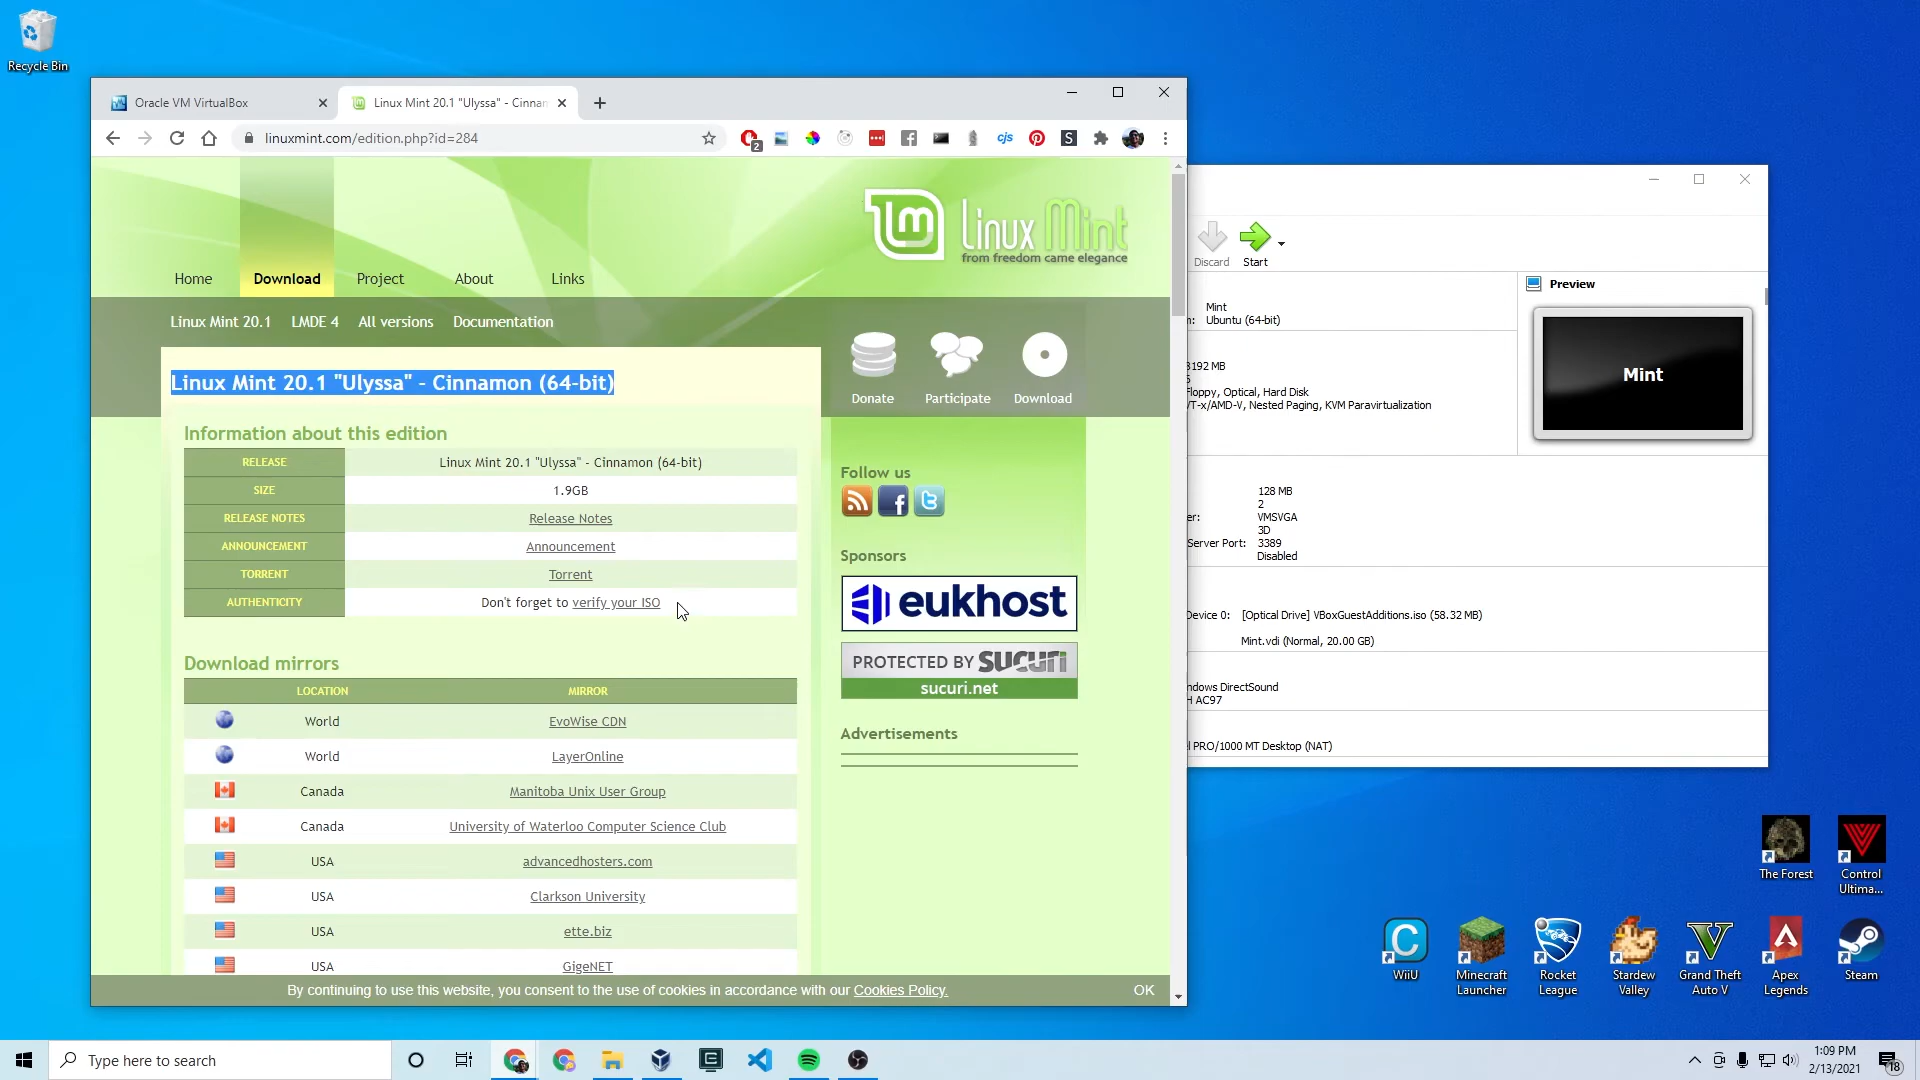 Recycle Bin
Oracle VM VirtualBox
Linux Mint 20.1 "Ulyssa" - Cinnan
linuxmint.com/edition.php?id=284
2
cjs
S
Linux Mint
from freedom came elegance
Home
Download
Project
About
Links
Linux Mint 20.1
LMDE 4
All versions
Documentation
Donate
Participate
Download
Linux Mint 20.1 "Ulyssa" - Cinnamon (64-bit)
Information about this edition
RELEASE Linux Mint 20.1 "Ulyssa" - Cinnamon (64-bit)
SIZE 1.9GB
RELEASE NOTES Release Notes
ANNOUNCEMENT Announcement
TORRENT Torrent
AUTHENTICITY Don't forget to verify your ISO
Download mirrors
LOCATION MIRROR
World EvoWise CDN
World LayerOnline
Canada Manitoba Unix User Group
Canada University of Waterloo Computer Science Club
USA advancedhosters.com
USA Clarkson University
USA ette.biz
USA GigeNET
Follow us
Sponsors
eukhost
PROTECTED BY SUCURI
sucuri.net
Advertisements
By continuing to use this website, you consent to the use of cookies in accordance with our Cookies Policy.
OK
Discard
Start
Mint
Ubuntu (64-bit)
Preview
Mint
8192 MB
Floppy, Optical, Hard Disk
T-x/AMD-V, Nested Paging, KVM Paravirtualization
128 MB
2
er: VMSVGA
3D
Server Port: 3389
Disabled
Device 0: [Optical Drive] VBoxGuestAdditions.iso (58.32 MB)
Mint.vdi (Normal, 20.00 GB)
ndows DirectSound
H AC97
l PRO/1000 MT Desktop (NAT)
The Forest
Control
Ultima...
WiiU
Minecraft
Launcher
Rocket
League
Stardew
Valley
Grand Theft
Auto V
Apex
Legends
Steam
Type here to search
1:09 PM
2/13/2021
18